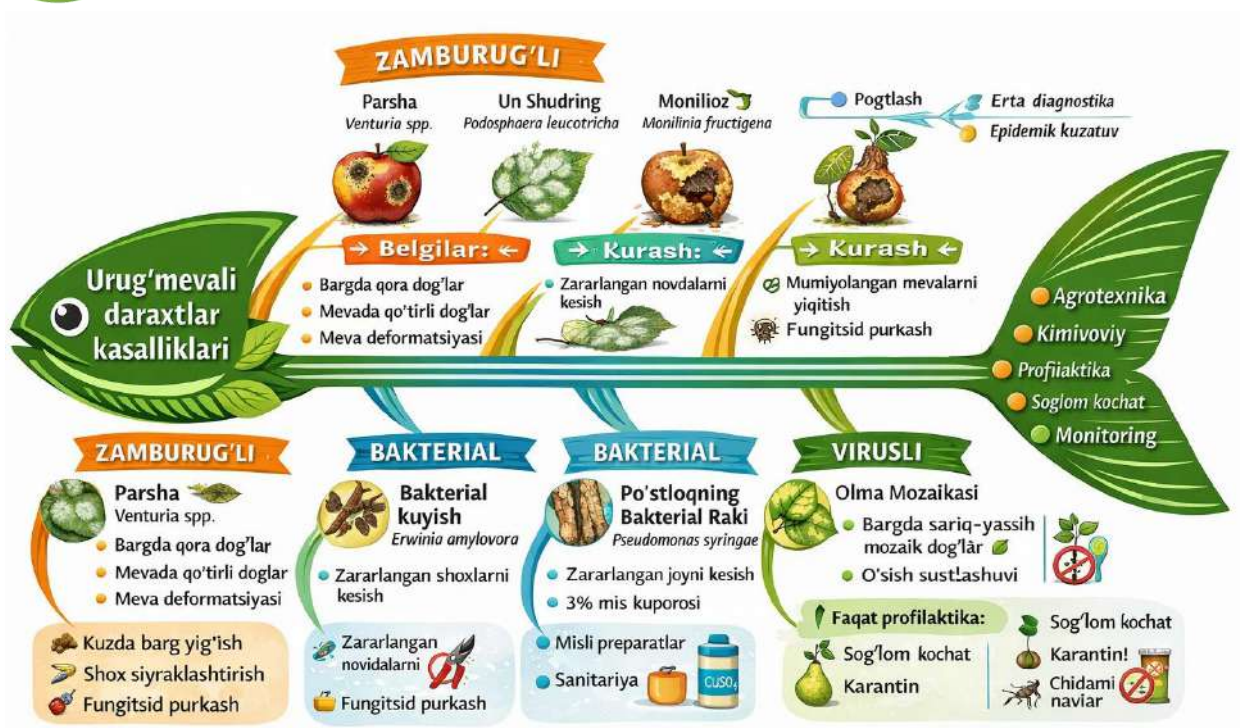 ZAMBURUG'LI
Parsha
Venturia spp.
Un Shudring
Podosphaera leucotricha
Monilioz
Monilinia fructigena
Pogtlash
Erta diagnostika
Epidemik kuzatuv
Urug'mevali
daraxtlar
kasalliklari
→ Belgilar: ←
Bargda qora dog'lar
Mevada qo'tirli dog'lar
Meva deformatsiyasi
→ Kurash: ←
Zararlangan novdalarni
kesish
→ Kurash ←
Mumiyolangan mevalarni
yiqitish
Fungitsid purkash
Agrotexnika
Kimivoviy
Profiiaktika
Soglom kochat
Monitoring
ZAMBURUG'LI
Parsha
Venturia spp.
Bargda qora dog'lar
Mevada qo'tirli doglar
Meva deformatsiyasi
Kuzda barg yig'ish
Shox siyraklashtirish
Fungitsid purkash
BAKTERIAL
Bakterial
kuyish
Erwinia amylovora
Zararlangan shoxlarni
kesish
Zararlangan
novidalarni
Fungitsid purkash
BAKTERIAL
Po'stloqning
Bakterial Raki
Pseudomonas syringae
Zararlangan joyni kesish
3% mis kuporosi
Misli preparatlar
Sanitariya
CUSO₄
VIRUSLI
Olma Mozaikasi
Bargda sariq-yassih
mozaik dog'làr
O'sish sustlashuvi
Faqat profilaktika:
Sog'lom kochat
Karantin
Sog'lom kochat
Karantin!
Chidami
naviar